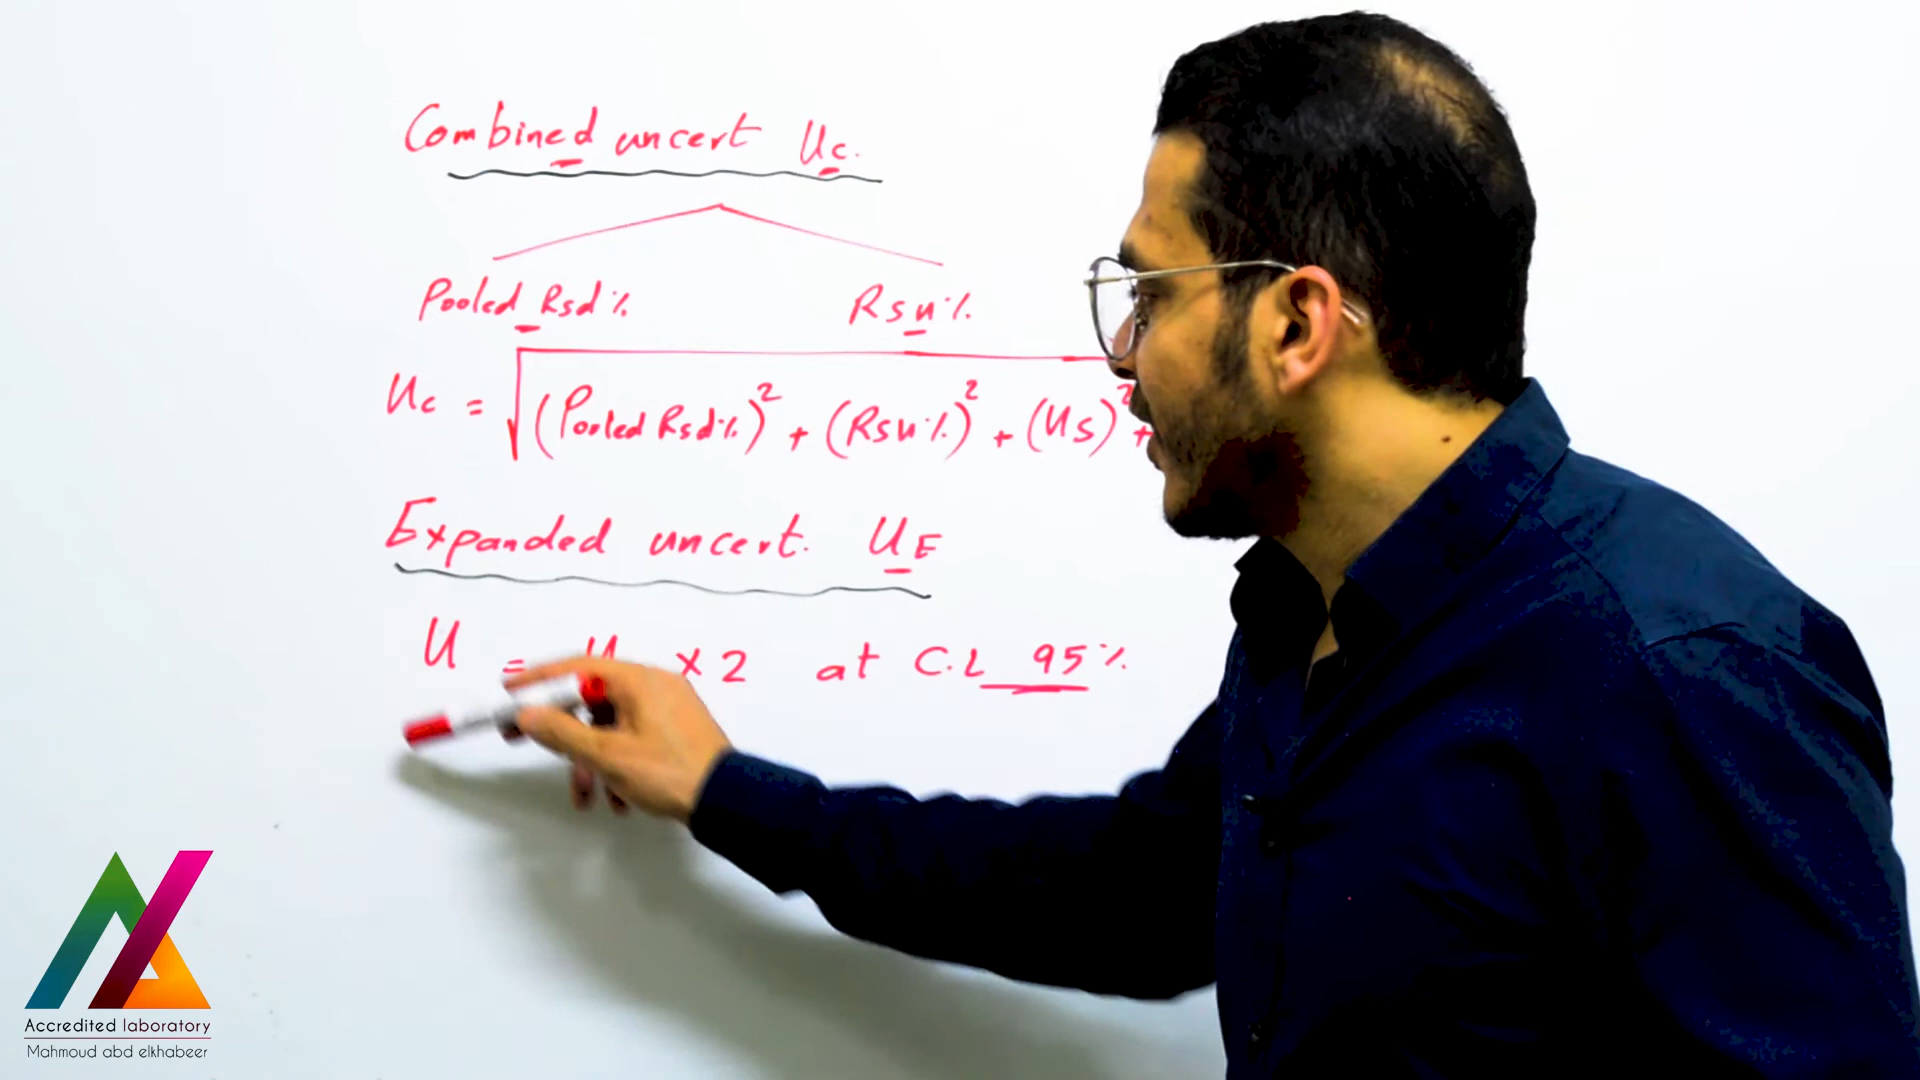 Combined uncert Uc.
Pooled Rsd% Rsu%
Uc = √(Pooled Rsd%)² + (Rsu%)² + (Us)² +
Expanded uncert. UE
U = U × 2 at C.L 95%
Accredited laboratory
Mahmoud abd elkhabeer